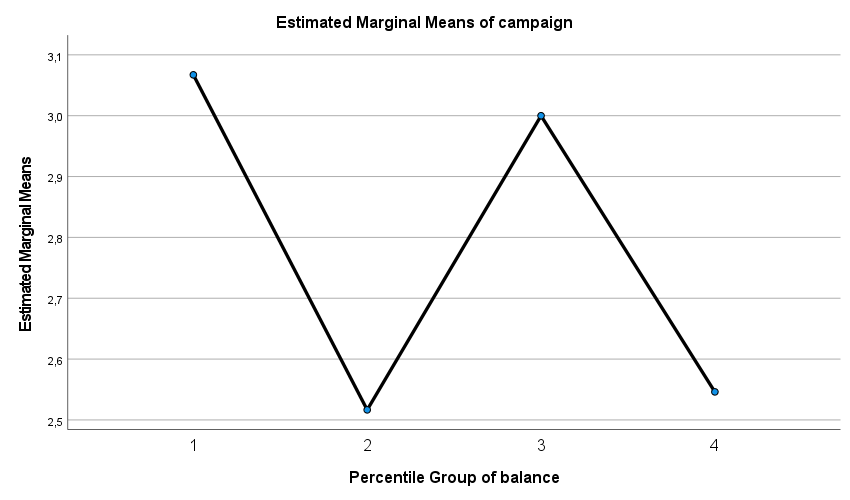 Estimated Marginal Means of campaign
Estimated Marginal Means
3,1
3,0
2,9
2,8
2,7
2,6
2,5
1 2 3 4
Percentile Group of balance